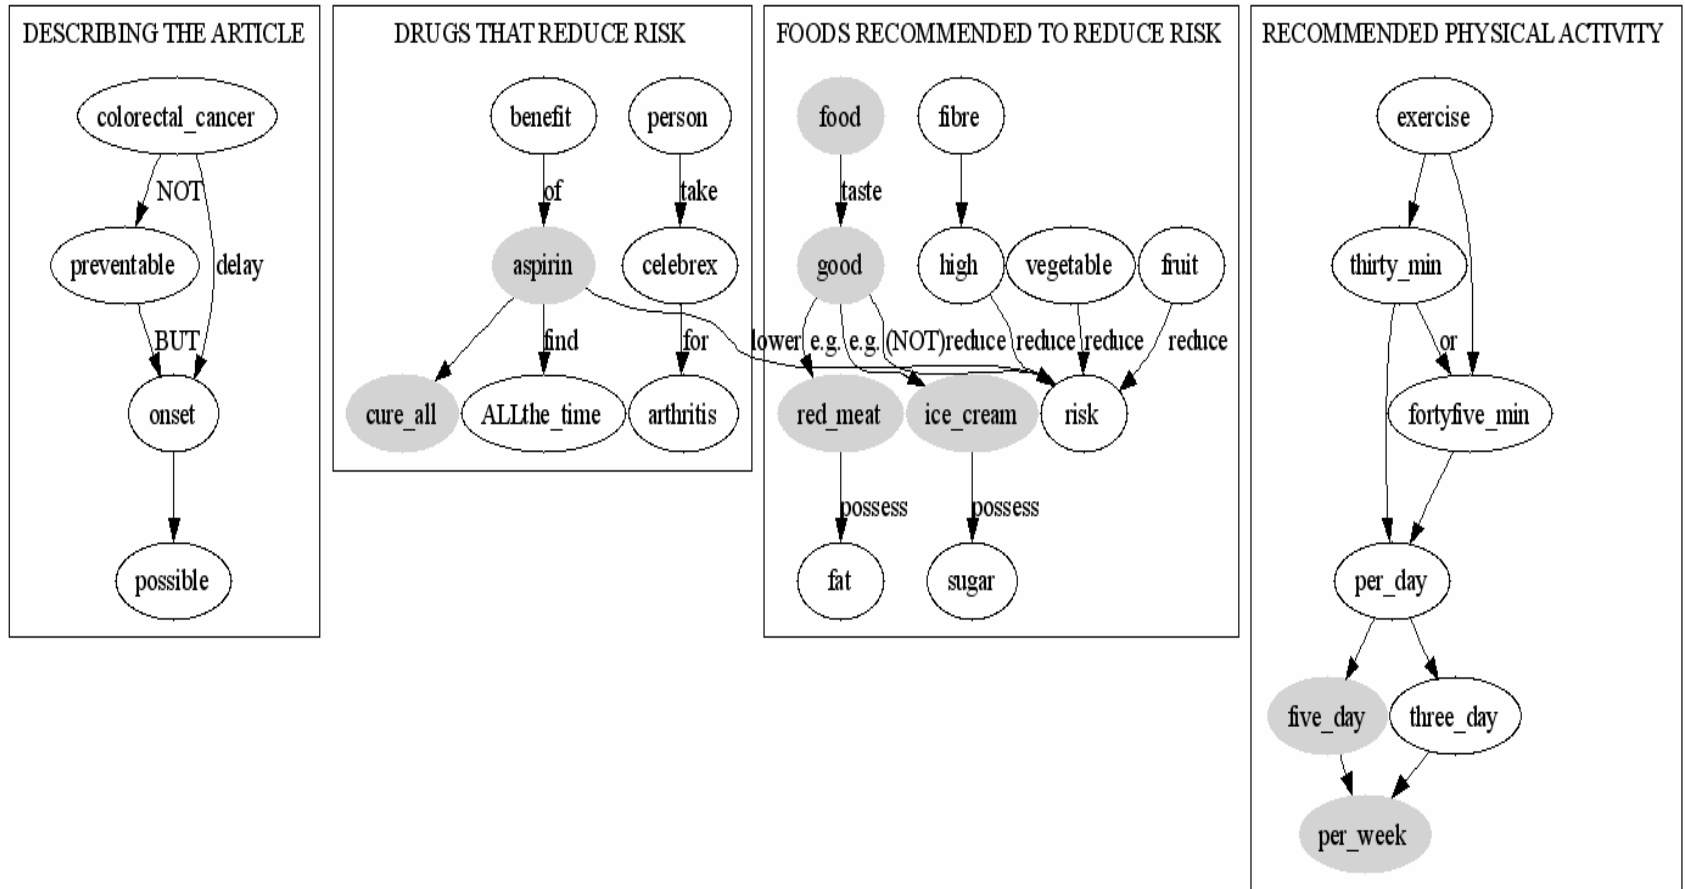 DESCRIBING THE ARTICLE
colorectal_cancer
NOT
preventable
delay
BUT
onset
possible
DRUGS THAT REDUCE RISK
benefit
person
of
take
aspirin
celebrex
find
for
cure_all
ALLthe_time
arthritis
lower
FOODS RECOMMENDED TO REDUCE RISK
food
fibre
taste
good
high
vegetable
fruit
e.g.
e.g.
(NOT)reduce
reduce
reduce
reduce
red_meat
ice_cream
risk
possess
possess
fat
sugar
RECOMMENDED PHYSICAL ACTIVITY
exercise
thirty_min
or
fortyfive_min
per_day
five_day
three_day
per_week